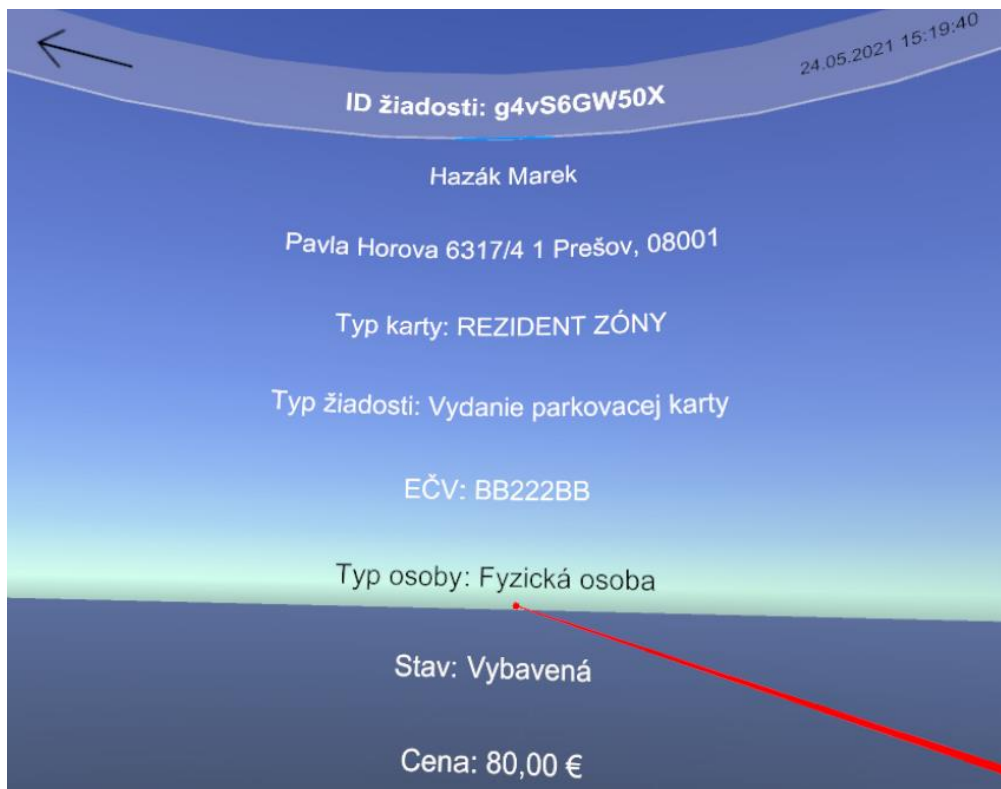 24.05.2021 15:19:40
ID žiadosti: g4vS6GW50X
Hazák Marek
Pavla Horova 6317/4 1 Prešov, 08001
Typ karty: REZIDENT ZÓNY
Typ žiadosti: Vydanie parkovacej karty
EČV: BB222BB
Typ osoby: Fyzická osoba
Stav: Vybavená
Cena: 80,00 €